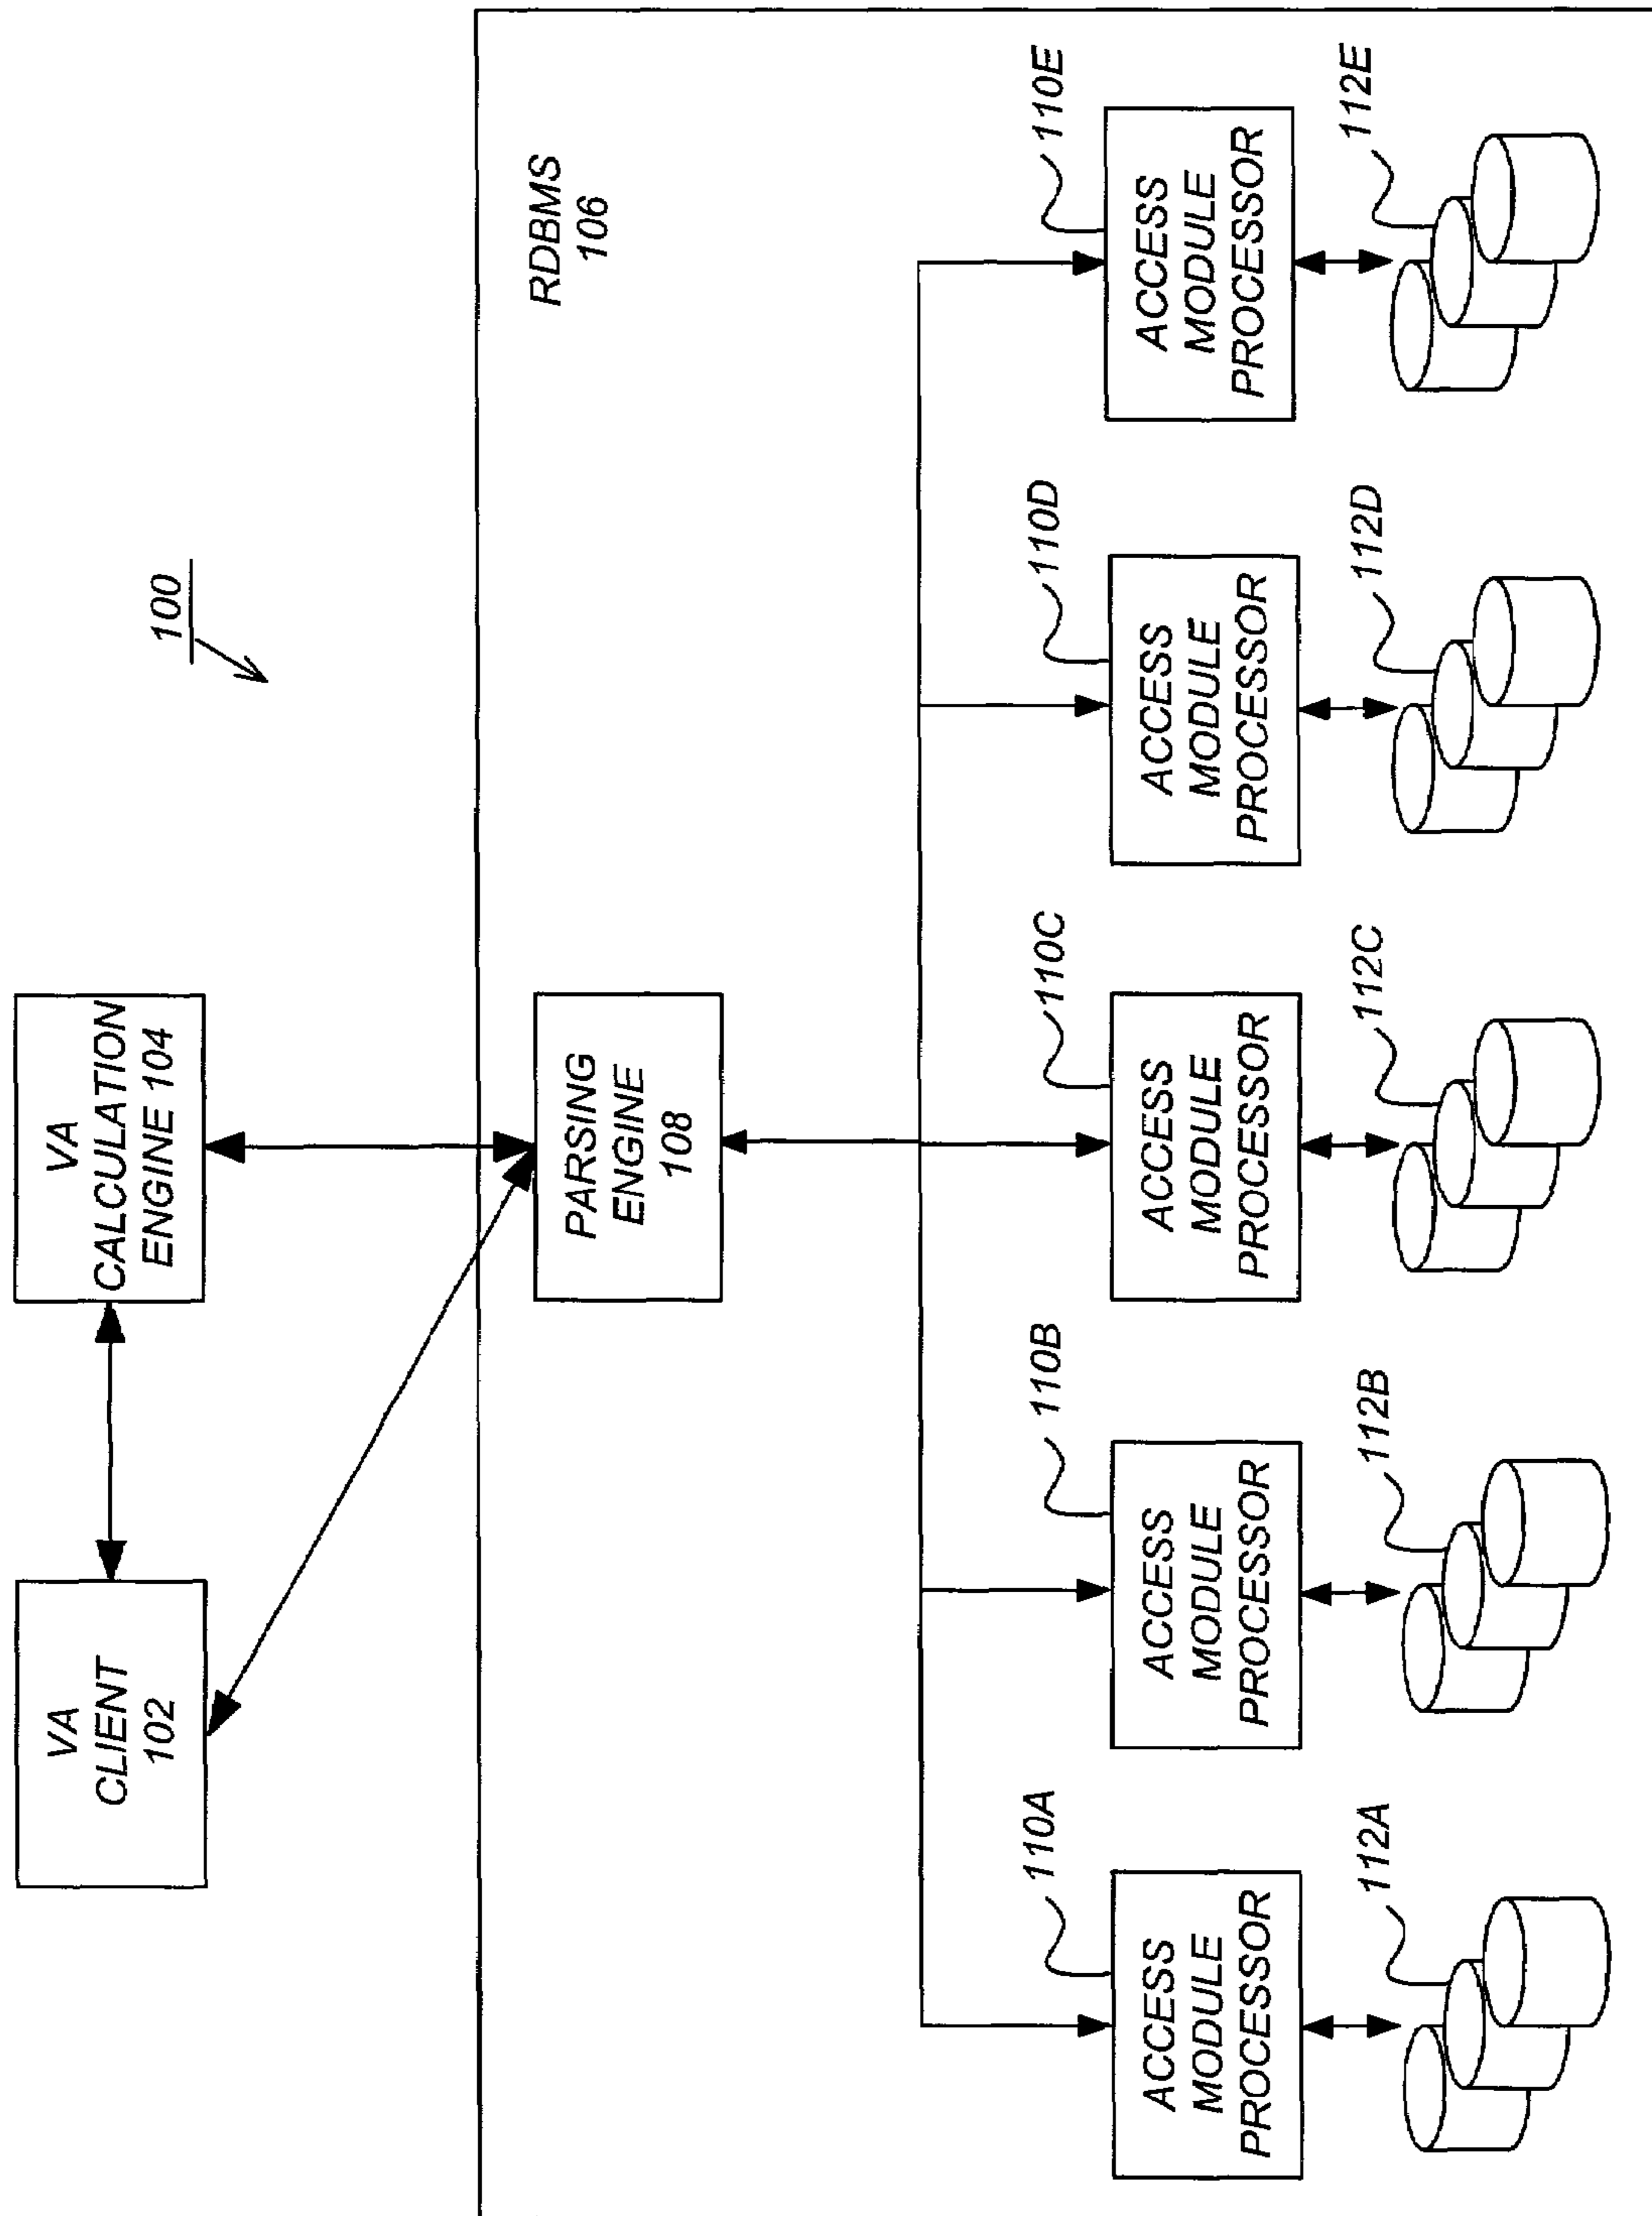 100
VA
CLIENT
102
VA
CALCULATION
ENGINE 104
RDBMS
106
PARSING
ENGINE
108
110A
110B
110C
110D
110E
ACCESS
MODULE
PROCESSOR
ACCESS
MODULE
PROCESSOR
ACCESS
MODULE
PROCESSOR
ACCESS
MODULE
PROCESSOR
ACCESS
MODULE
PROCESSOR
112A
112B
112C
112D
112E